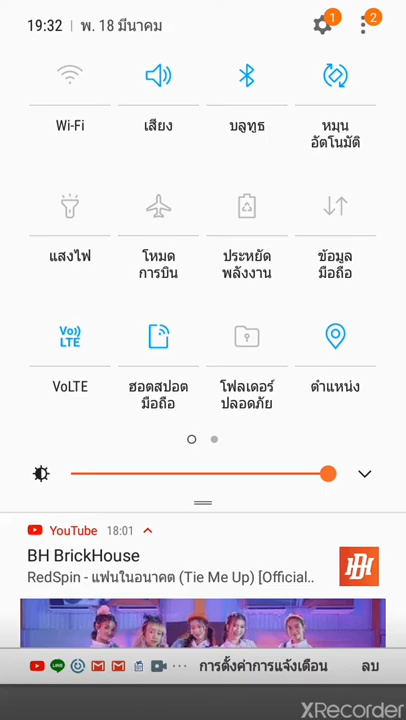 19:32 | พ. 18 มีนาคม
1
2
Wi-Fi
เสียง
บลูทูธ
หมุน
อัตโนมัติ
แสงไฟ
โหมด
การบิน
ประหยัด
พลังงาน
ข้อมูล
มือถือ
Vo))
LTE
VoLTE
ฮอตสปอต
มือถือ
โฟลเดอร์
ปลอดภัย
ตำแหน่ง
YouTube 18:01
BH BrickHouse
RedSpin - แฟนในอนาคต (Tie Me Up) [Official..
BH
LINE
การตั้งค่าการแจ้งเตือน
ลบ
XRecorder